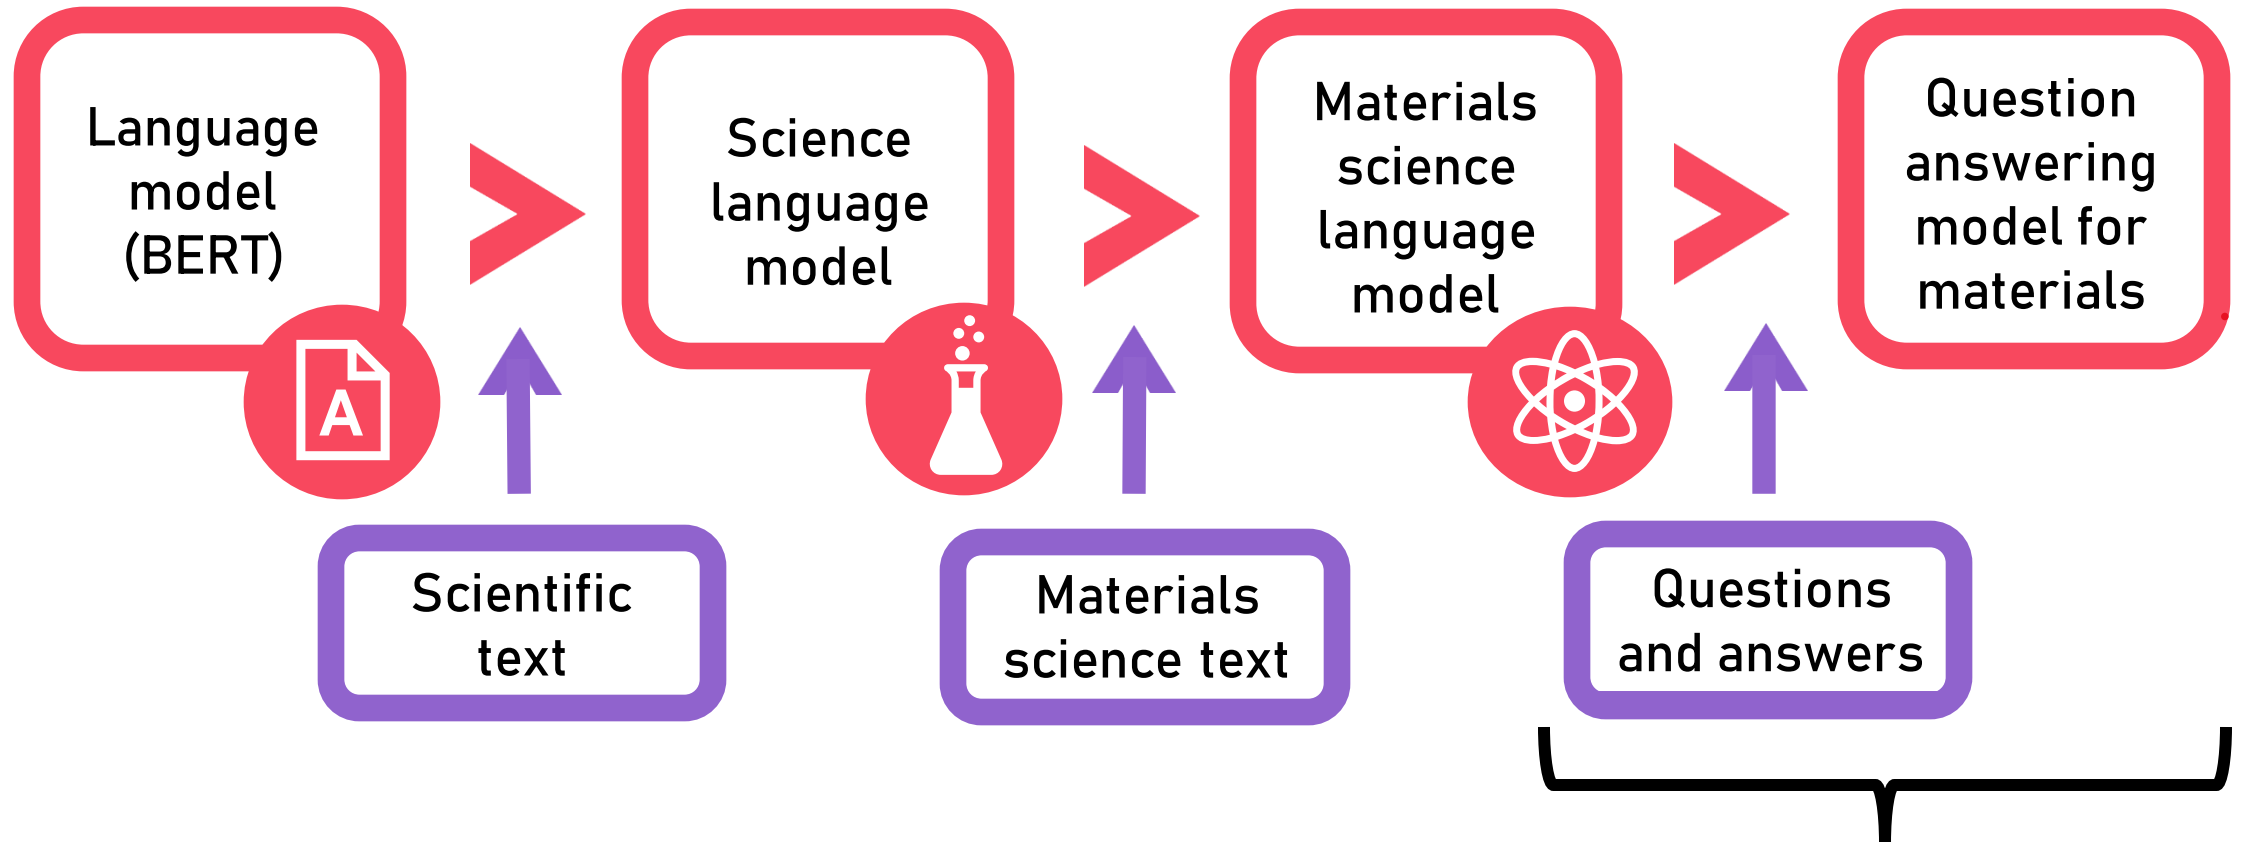 Language
model
(BERT)
A
Science
language
model
Materials
science
language
model
Question
answering
model for
materials
Scientific
text
Materials
science text
Questions
and answers